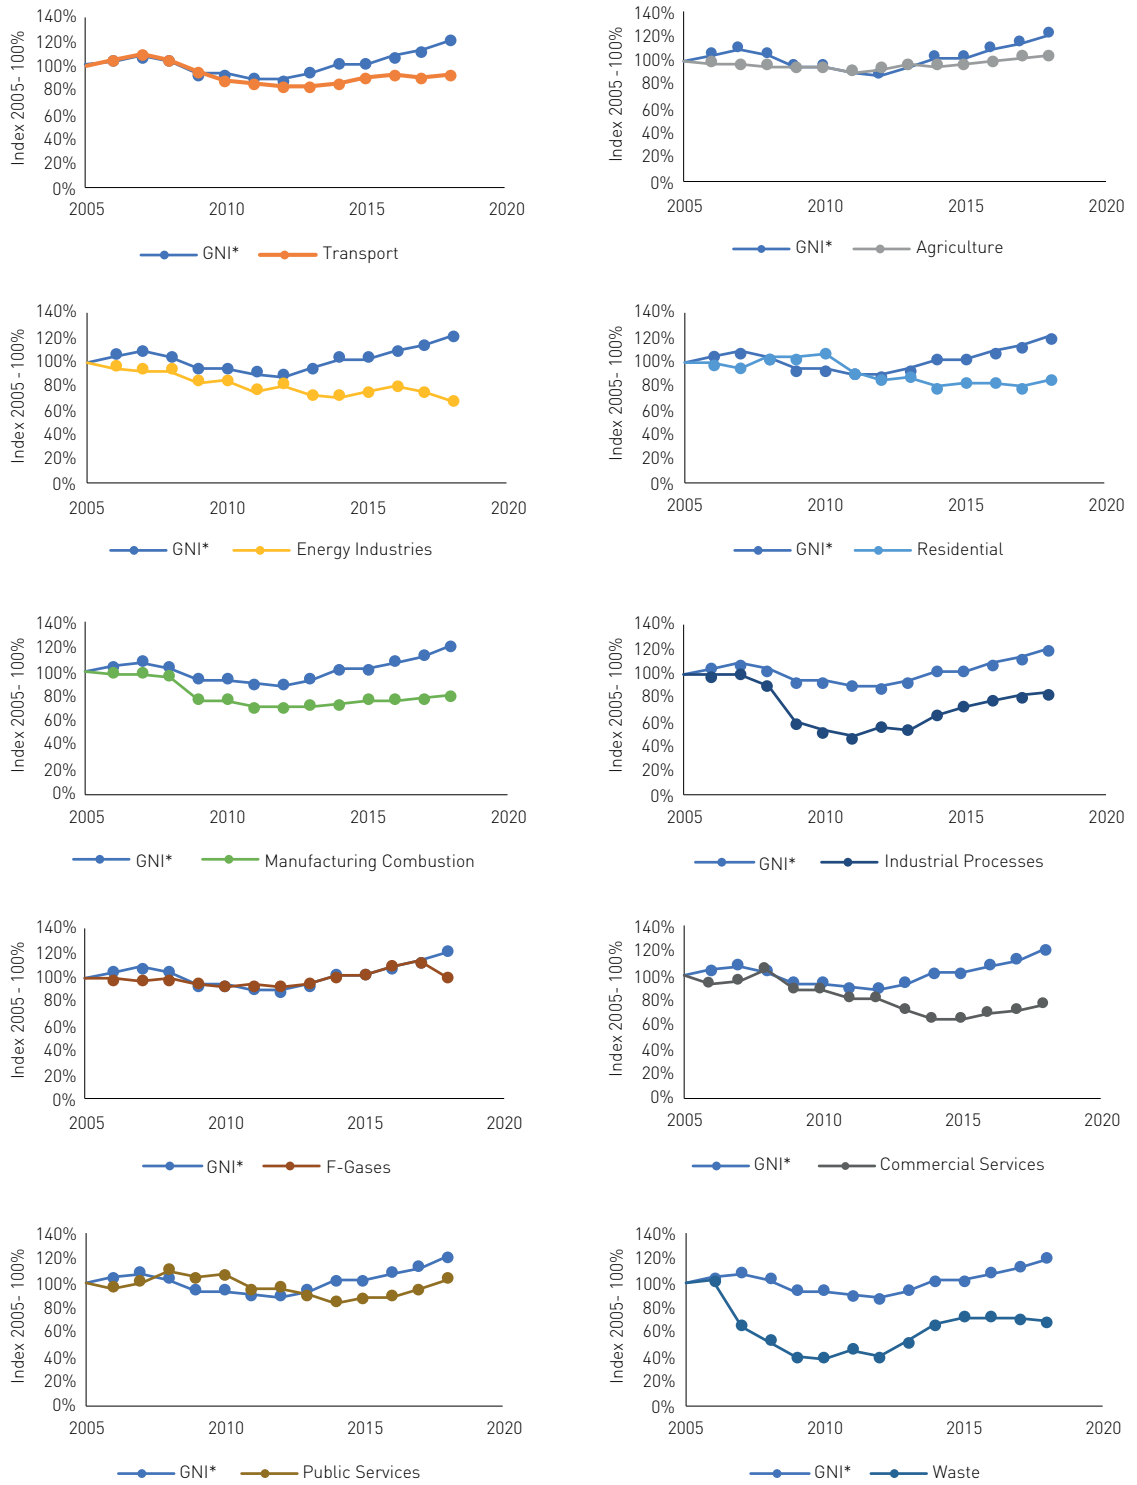 Index 2005 - 100%
140%
120%
100%
80%
60%
40%
20%
0%
2005 2010 2015 2020
GNI* Transport
Index 2005 - 100%
140%
120%
100%
80%
60%
40%
20%
0%
2005 2010 2015 2020
GNI* Agriculture
Index 2005 - 100%
140%
120%
100%
80%
60%
40%
20%
0%
2005 2010 2015 2020
GNI* Energy Industries
Index 2005- 100%
140%
120%
100%
80%
60%
40%
20%
0%
2005 2010 2015 2020
GNI* Residential
Index 2005- 100%
140%
120%
100%
80%
60%
40%
20%
0%
2005 2010 2015 2020
GNI* Manufacturing Combustion
Index 2005- 100%
140%
120%
100%
80%
60%
40%
20%
0%
2005 2010 2015 2020
GNI* Industrial Processes
Index 2005- 100%
140%
120%
100%
80%
60%
40%
20%
0%
2005 2010 2015 2020
GNI* F-Gases
Index 2005- 100%
140%
120%
100%
80%
60%
40%
20%
0%
2005 2010 2015 2020
GNI* Commercial Services
Index 2005- 100%
140%
120%
100%
80%
60%
40%
20%
0%
2005 2010 2015 2020
GNI* Public Services
Index 2005- 100%
140%
120%
100%
80%
60%
40%
20%
0%
2005 2010 2015 2020
GNI* Waste